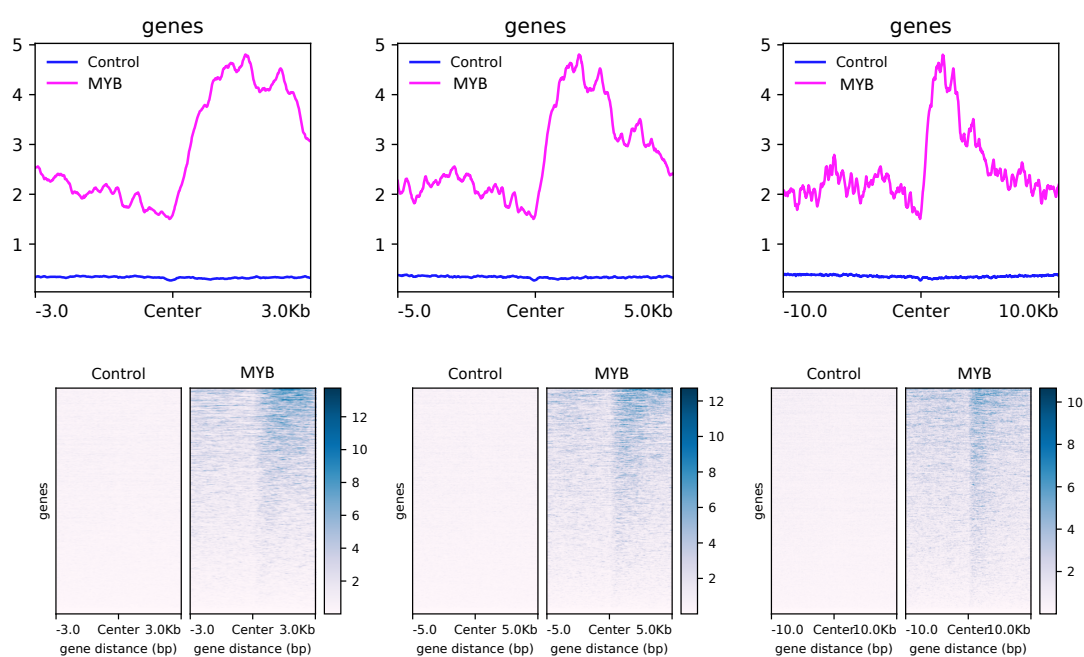 genes genes genes
5 5 5
Control Control Control
MYB MYB MYB
4 4 4
3 3 3
2 2 2
1 1 1
-3.0 Center 3.0Kb -5.0 Center 5.0Kb -10.0 Center 10.0Kb
Control MYB Control MYB Control MYB
12 12 10
10 10 8
8 8 6
6 6 4
4 4 2
2 2
genes genes genes
-3.0 Center 3.0Kb -3.0 Center 3.0Kb -5.0 Center 5.0Kb -5.0 Center 5.0Kb -10.0 Center10.0Kb -10.0 Center10.0Kb
gene distance (bp) gene distance (bp) gene distance (bp) gene distance (bp) gene distance (bp) gene distance (bp)